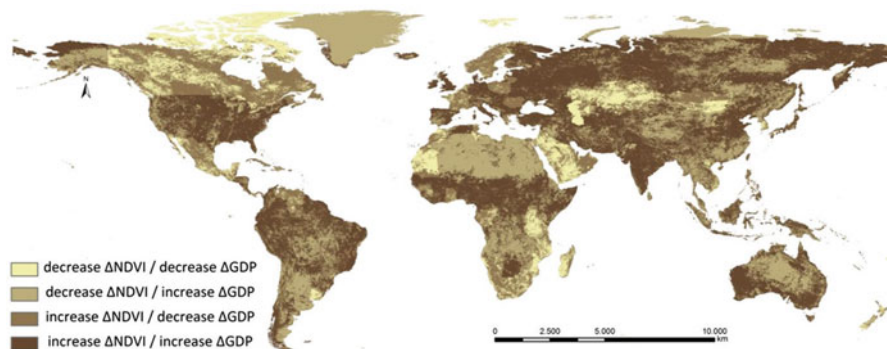 N
decrease ΔNDVI / decrease ΔGDP
decrease ΔNDVI / increase ΔGDP
increase ΔNDVI / decrease ΔGDP
increase ΔNDVI / increase ΔGDP
0 2.500 5.000 10.000
km